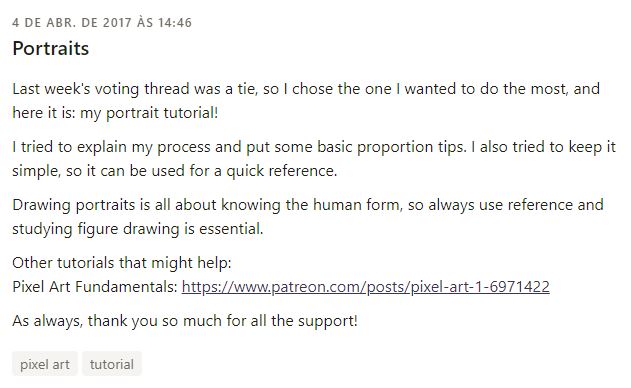 4 DE ABR. DE 2017 ÀS 14:46
Portraits
Last week's voting thread was a tie, so I chose the one I wanted to do the most, and
here it is: my portrait tutorial!
I tried to explain my process and put some basic proportion tips. I also tried to keep it
simple, so it can be used for a quick reference.
Drawing portraits is all about knowing the human form, so always use reference and
studying figure drawing is essential.
Other tutorials that might help:
Pixel Art Fundamentals: https://www.patreon.com/posts/pixel-art-1-6971422
As always, thank you so much for all the support!
pixel art tutorial